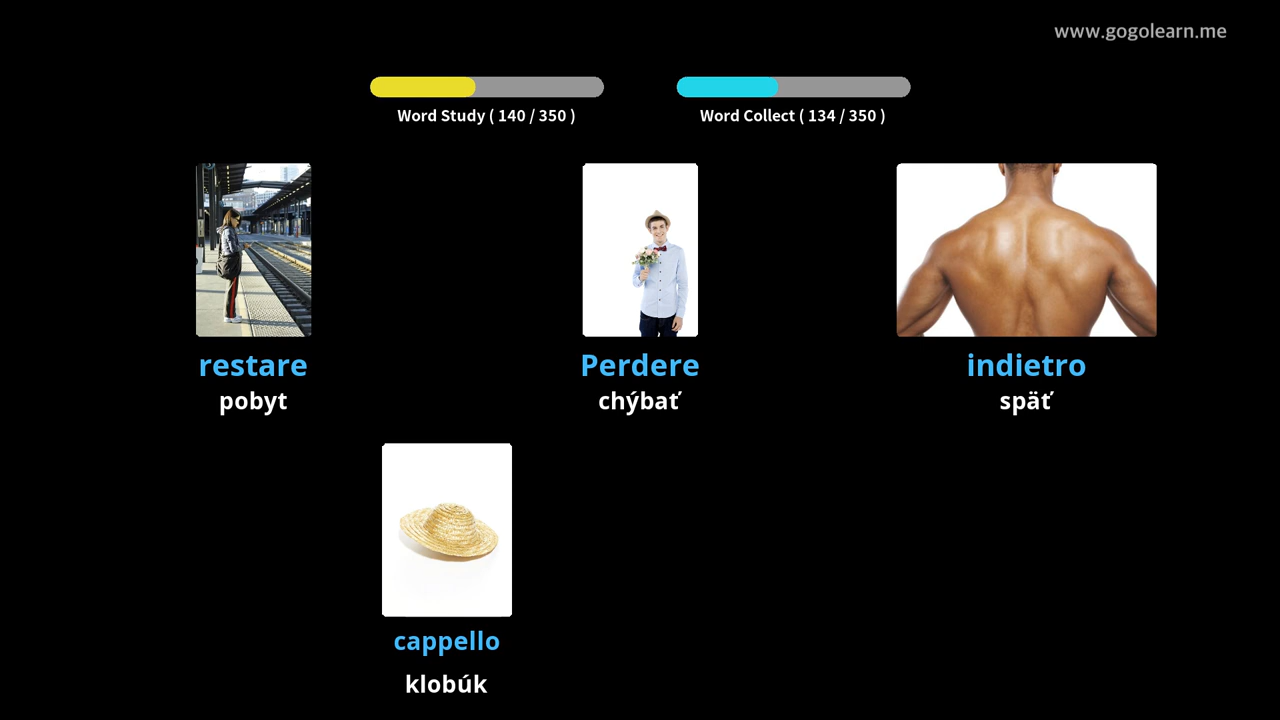 www.gogolearn.me
Word Study ( 140 / 350 )
Word Collect ( 134 / 350 )
restare
pobyt
Perdere
chýbať
indietro
späť
cappello
klobúk